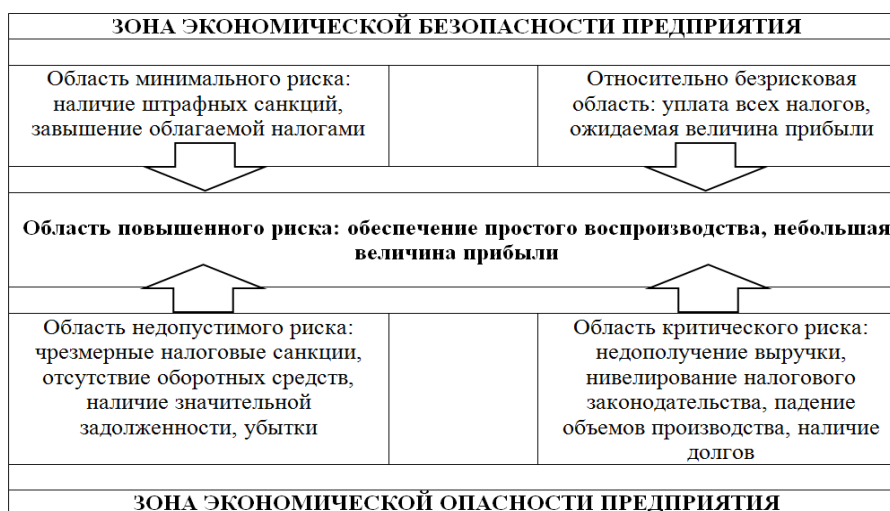 ЗОНА ЭКОНОМИЧЕСКОЙ БЕЗОПАСНОСТИ ПРЕДПРИЯТИЯ
Область минимального риска:
наличие штрафных санкций,
завышение облагаемой налогами
Относительно безрисковая
область: уплата всех налогов,
ожидаемая величина прибыли
Область повышенного риска: обеспечение простого воспроизводства, небольшая
величина прибыли
Область недопустимого риска:
чрезмерные налоговые санкции,
отсутствие оборотных средств,
наличие значительной
задолженности, убытки
Область критического риска:
недополучение выручки,
нивелирование налогового
законодательства, падение
объемов производства, наличие
долгов
ЗОНА ЭКОНОМИЧЕСКОЙ ОПАСНОСТИ ПРЕДПРИЯТИЯ